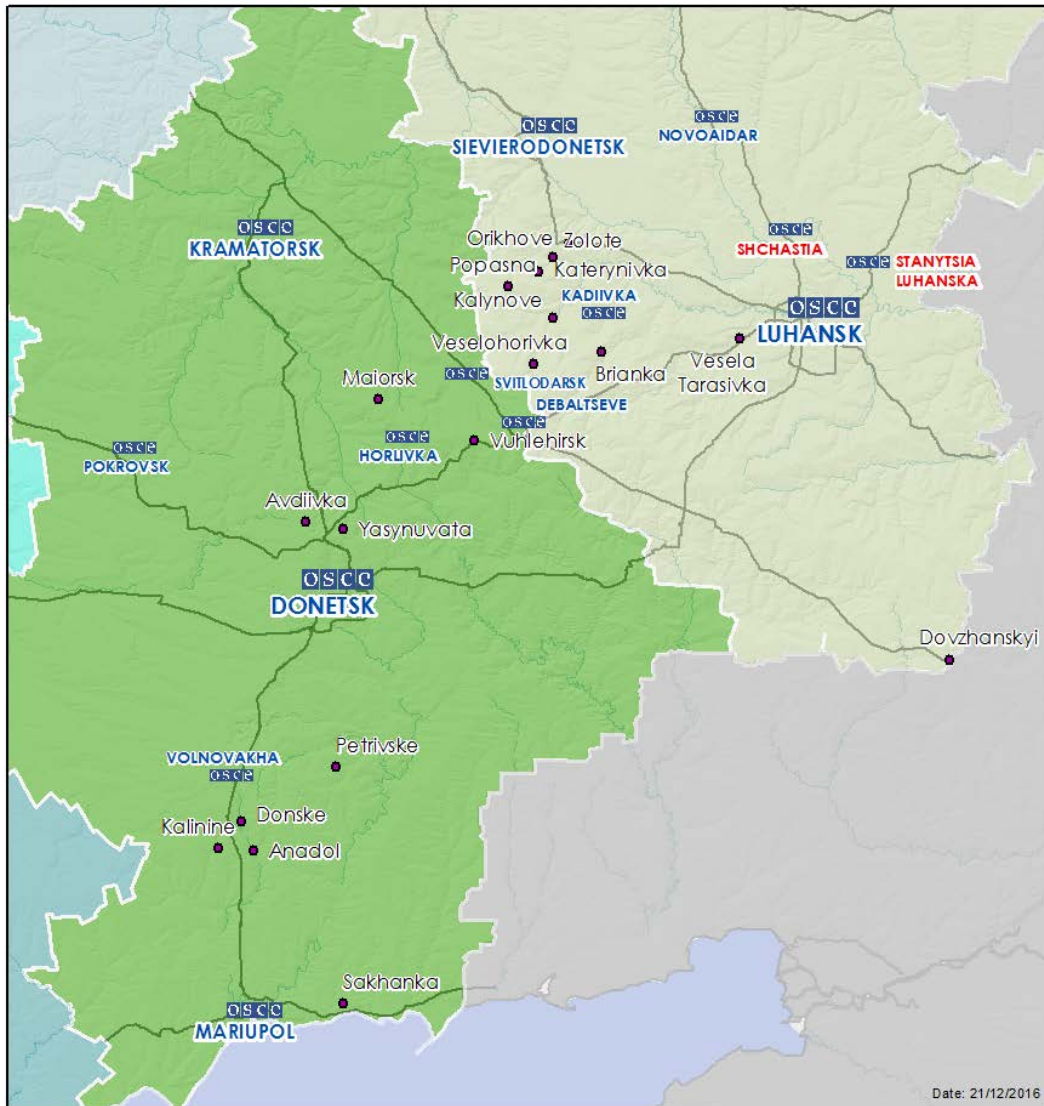 osce
SIEVIERODONETSK
osce
NOVOAIDAR
osce
KRAMATORSK
osce
SHCHASTIA
osce
STANYTSIA
LUHANSKA
Orikhove
Zolote
Popasna
Katerynivka
Kalynove
KADIIVKA
osce
osce
LUHANSK
Veselohorivka
Brianka
Vesela
Tarasivka
Maiorsk
osce
SVITLODARSK
DEBALTSEVE
osce
osce
POKROVSK
osce
HORLIVKA
Vuhlehirsk
Avdiivka
Yasynuvata
osce
DONETSK
Dovzhanskyi
VOLNOVAKHA
osce
Petrivske
Kalinine
Donske
Anadol
Sakhanka
osce
MARIUPOL
Date: 21/12/2016